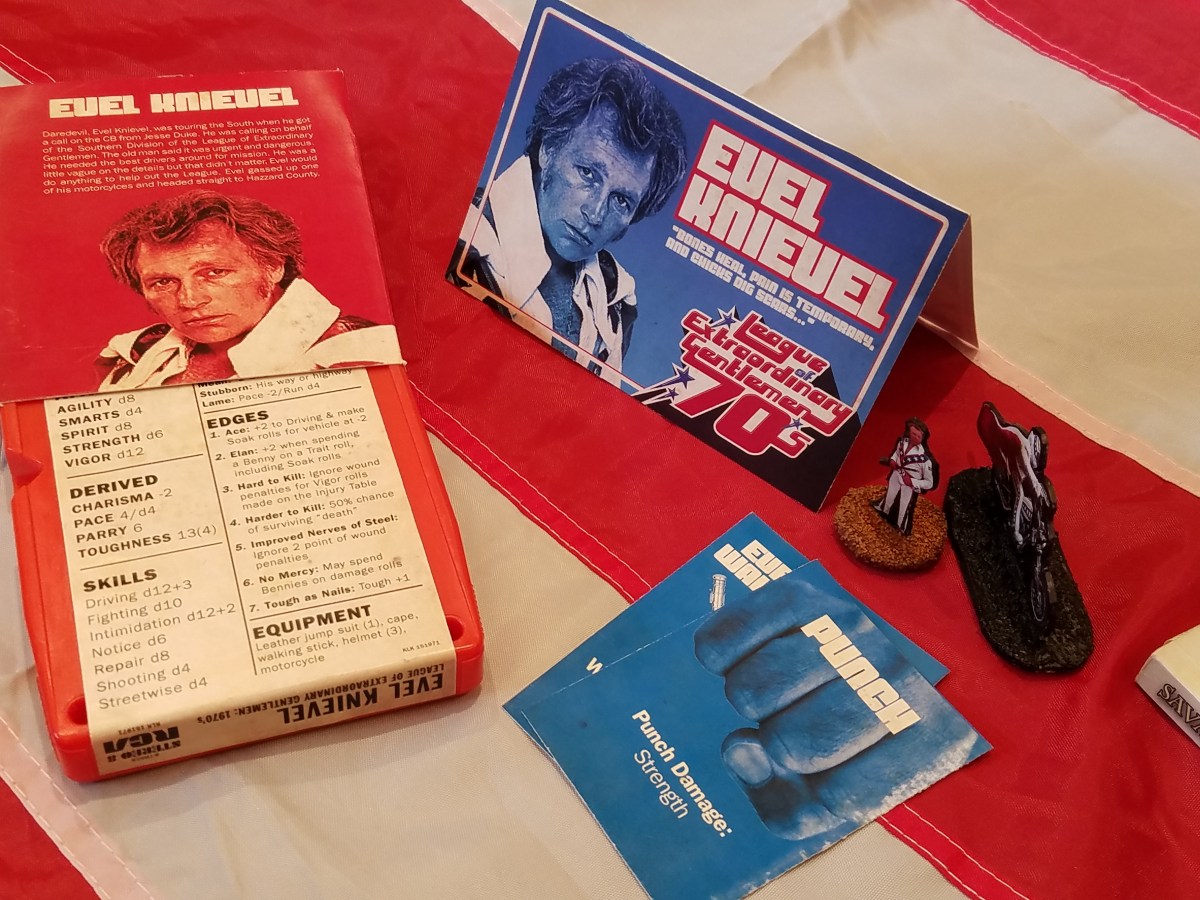 EVEL KNIEVEL
Daredevil, Evel Knievel, was touring the South when he got
a call on the CB from Jesse Duke. He was calling on behalf
of the Southern Division of the League of Extraordinary
Gentlemen. The old man said it was urgent and dangerous.
He needed the best drivers around for mission. He was a
little vague on the details but that didn't matter. Evel would
do anything to help out the League. Evel gassed up one
of his motorcyices and headed straight to Hazzard County.
AGILITY d8
SMARTS d4
SPIRIT d8
STRENGTH d6
VIGOR d12
DERIVED
CHARISMA -2
PACE 4/d4
PARRY 6
TOUGHNESS 13(4)
SKILLS
Driving d12+3
Fighting d10
Intimidation d12+2
Notice d6
Repair d8
Shooting d4
Streetwise d4
Stubborn: His way or highway
Lame: Pace -2/Run d4
EDGES
1. Ace: +2 to Driving & make
Soak rolls for vehicle at -2
2. Elan: +2 when spending
a Benny on a Trait roll,
including Soak rolls
3. Hard to Kill: Ignore wound
penalties for Vigor rolls
made on the Injury Table
4. Harder to Kill: 50% chance
of surviving "death"
5. Improved Nerves of Steel:
Ignore 2 point of wound
penalties
6. No Mercy: May spend
Bennies on damage rolls
7. Tough as Nails: Tough +1
EQUIPMENT
Leather jump suit (1), cape,
walking stick, helmet (3),
motorcycle
RLK 151971
EVEL KNIEVEL
LEAGUE OF EXTRAORDINARY GENTLEMEN: 1970's
STEREO 8
RCA
RLK 151971
EVEL
KNIEVEL
"BONES HEAL, PAIN IS TEMPORARY,
AND CHICKS DIG SCARS..."
League
of
Extraordinary
Gentlemen
70's
PUNCH
Punch Damage:
Strength